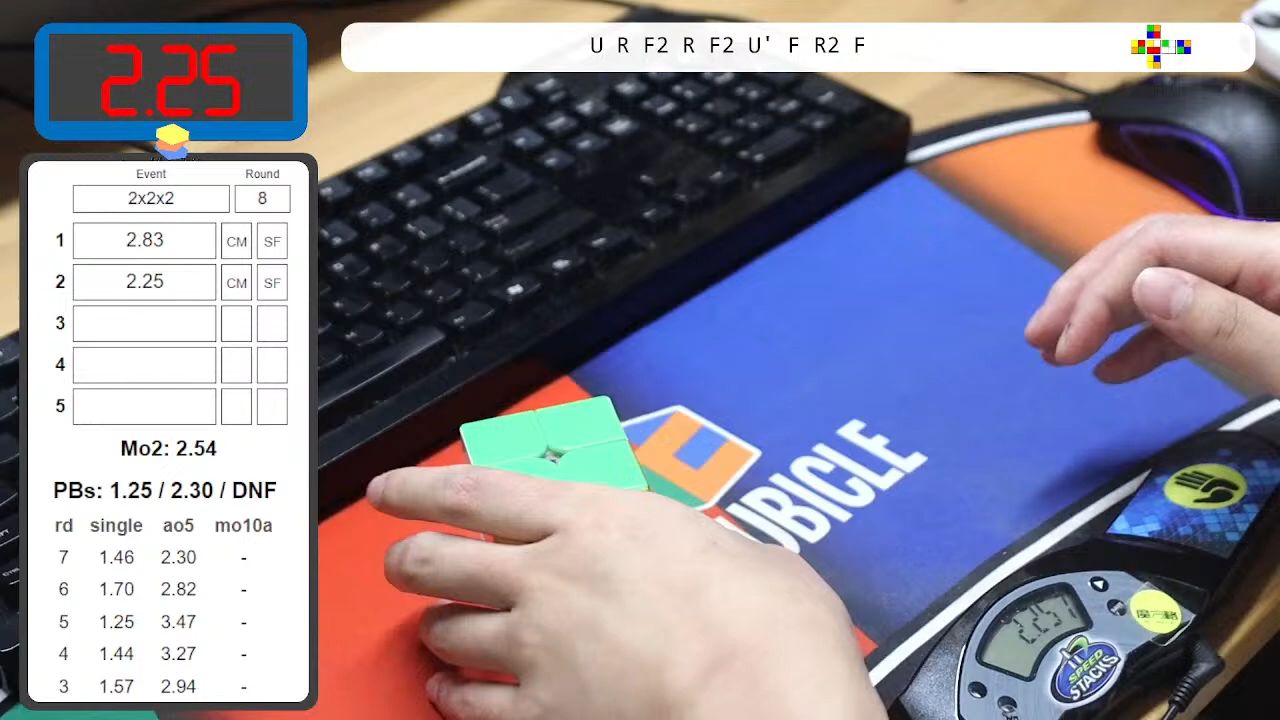 2.25
U R F2 R F2 U' F R2 F
Event Round
2x2x2 8
1 2.83 CM SF
2 2.25 CM SF
3
4
5
Mo2: 2.54
PBs: 1.25 / 2.30 / DNF
rd single ao5 mo10a
7 1.46 2.30 -
6 1.70 2.82 -
5 1.25 3.47 -
4 1.44 3.27 -
3 1.57 2.94 -
UBICLE
SPEED
STACKS